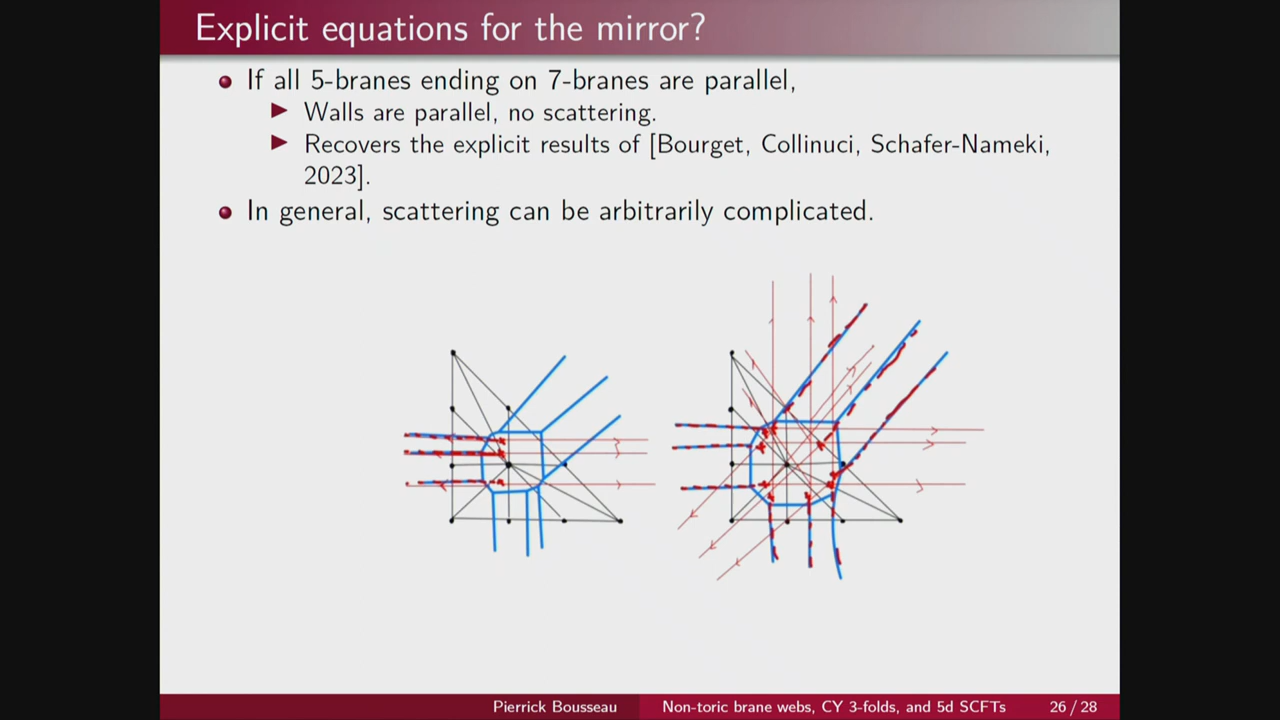 Explicit equations for the mirror?
If all 5-branes ending on 7-branes are parallel,
Walls are parallel, no scattering.
Recovers the explicit results of [Bourget, Collinuci, Schafer-Nameki,
2023].
In general, scattering can be arbitrarily complicated.
Pierrick Bousseau
Non-toric brane webs, CY 3-folds, and 5d SCFTs
26 / 28